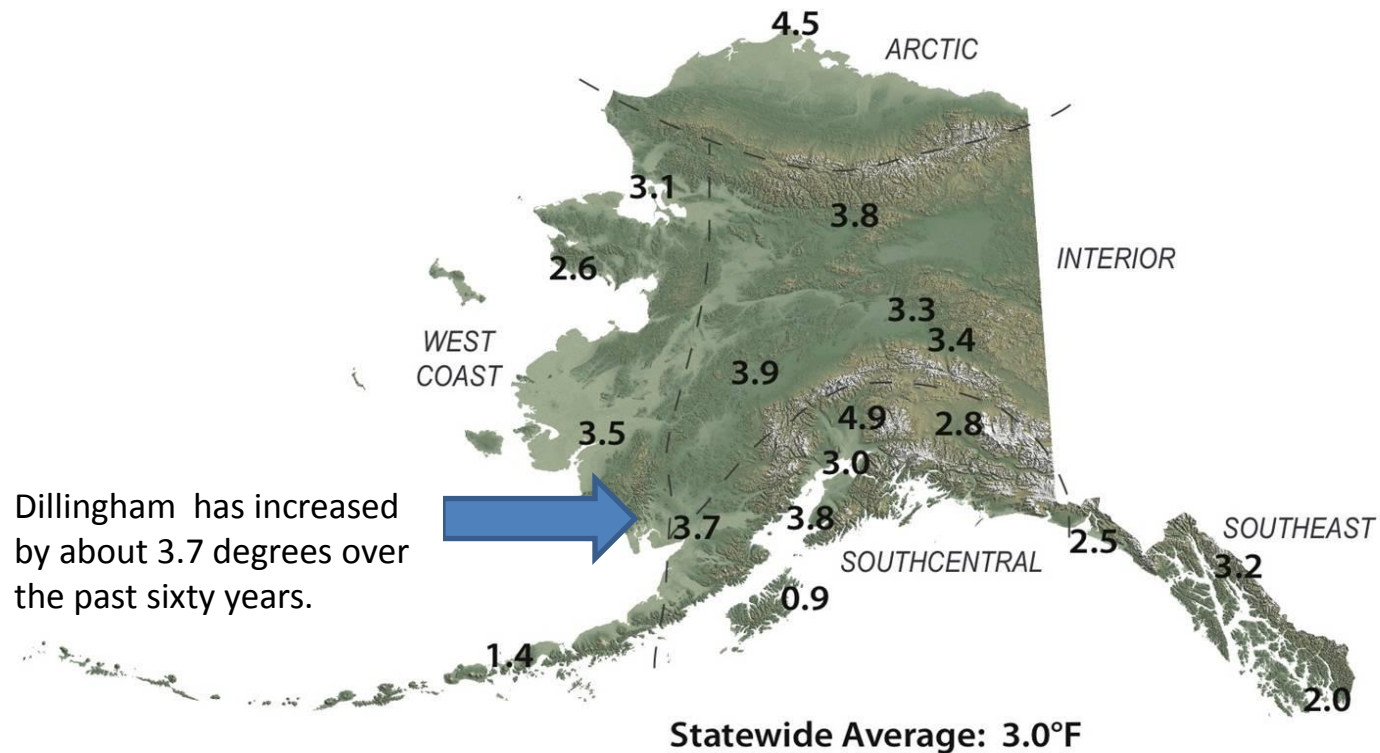 4.5
ARCTIC
3.1
3.8
INTERIOR
2.6
3.3
WEST
COAST
3.4
3.9
4.9
2.8
3.5
3.0
Dillingham has increased
by about 3.7 degrees over
the past sixty years.
3.7
3.8
SOUTHCENTRAL
2.5
SOUTHEAST
3.2
0.9
1.4
2.0
Statewide Average: 3.0°F